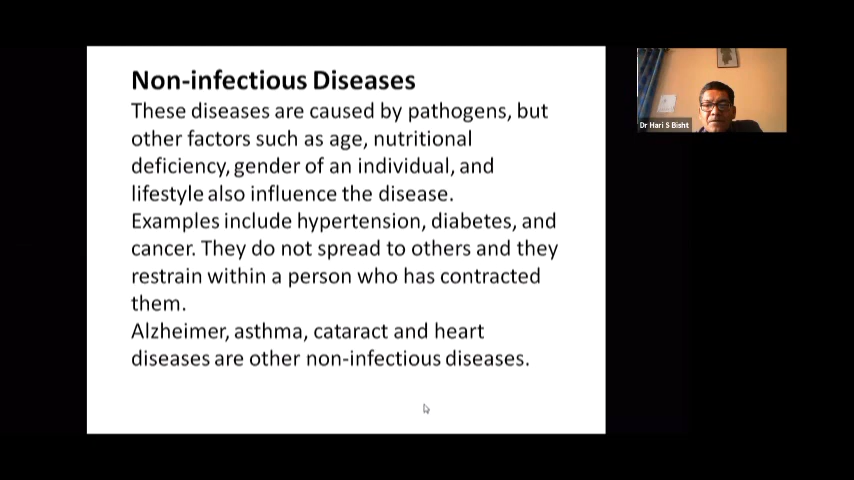 Non-infectious Diseases
These diseases are caused by pathogens, but
other factors such as age, nutritional
deficiency, gender of an individual, and
lifestyle also influence the disease.
Examples include hypertension, diabetes, and
cancer. They do not spread to others and they
restrain within a person who has contracted
them.
Alzheimer, asthma, cataract and heart
diseases are other non-infectious diseases.
Dr Hari S Bisht